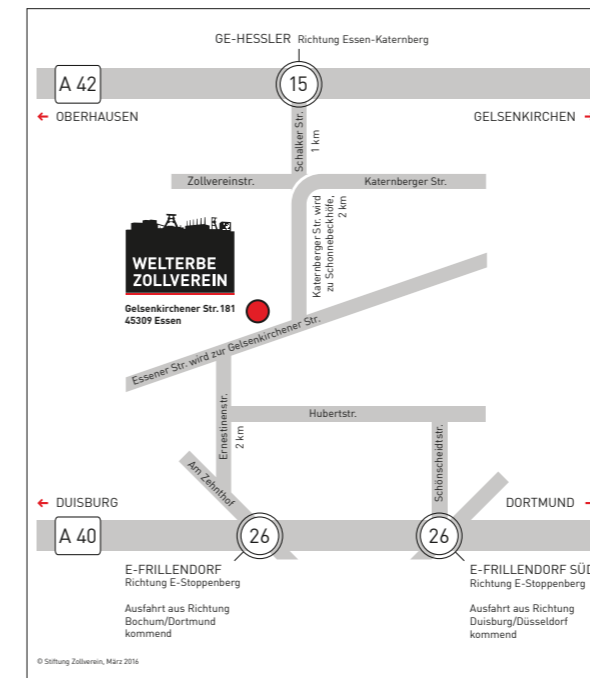 GE-HESSLER Richtung Essen-Katernberg
A 42
15
← OBERHAUSEN
GELSENKIRCHEN →
Schalker Str.
1 km
Zollvereinstr.
Katernberger Str.
Katernberger Str. wird
zu Schonnebeckhöfe,
2 km
WELTERBE
ZOLLVEREIN
Gelsenkirchener Str. 181
45309 Essen
Essener Str. wird zur Gelsenkirchener Str.
Ernestinenstr.
2 km
Hubertstr.
Schönscheidtstr.
Am Zehnthof
← DUISBURG
DORTMUND →
A 40
26
26
E-FRILLENDORF
Richtung E-Stoppenberg
Ausfahrt aus Richtung
Bochum/Dortmund
kommend
E-FRILLENDORF SÜD
Richtung E-Stoppenberg
Ausfahrt aus Richtung
Duisburg/Düsseldorf
kommend
© Stiftung Zollverein, März 2016